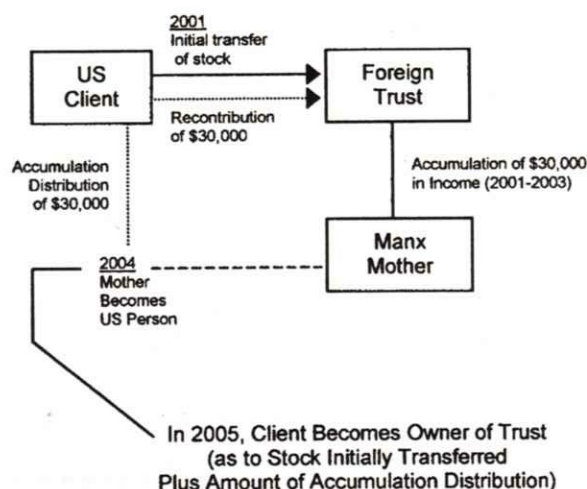 2001
Initial transfer
of stock
US
Client
Foreign
Trust
Recontribution
of $30,000
Accumulation
Distribution
of $30,000
Accumulation of $30,000
in Income (2001-2003)
Manx
Mother
2004
Mother
Becomes
US Person
In 2005, Client Becomes Owner of Trust
(as to Stock Initially Transferred
Plus Amount of Accumulation Distribution)